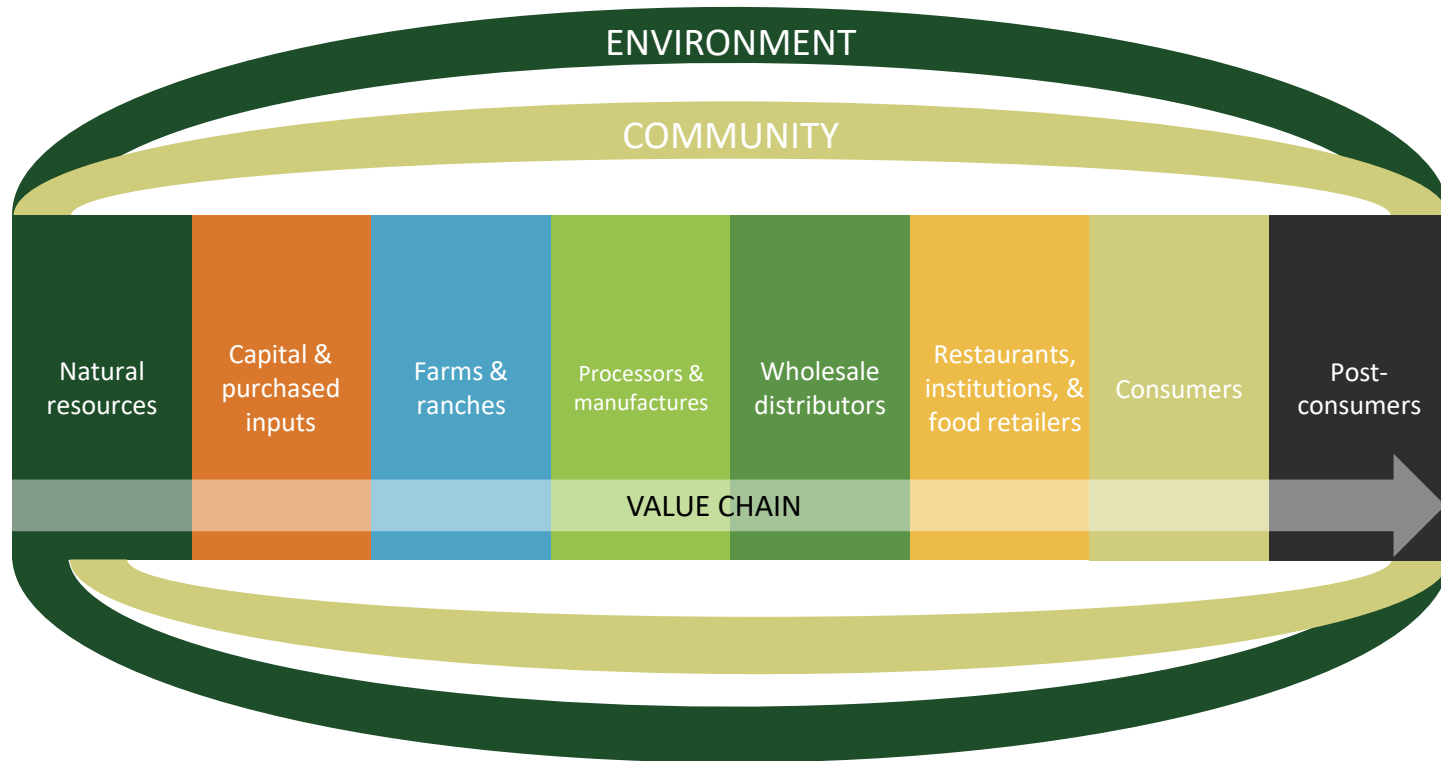 ENVIRONMENT
COMMUNITY
Natural
resources
Capital &
purchased
inputs
Farms &
ranches
Processors &
manufactures
Wholesale
distributors
Restaurants,
institutions, &
food retailers
Consumers
Post-
consumers
VALUE CHAIN